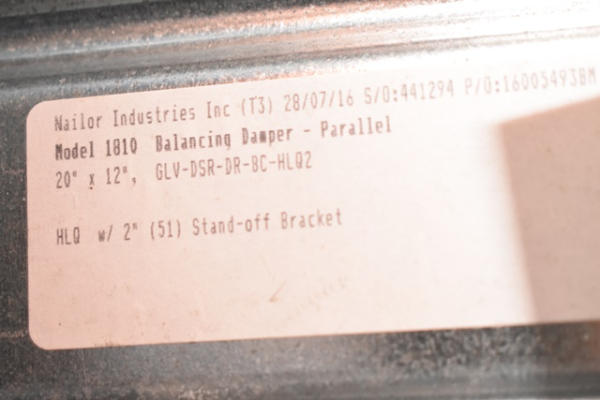 Nailor Industries Inc (T3) 28/07/16 S/O:441294 P/O:16005493BM
Model 1810 Balancing Damper - Parallel
20" x 12", GLV-DSR-DR-BC-HLQ2
HLQ w/ 2" (51) Stand-off Bracket